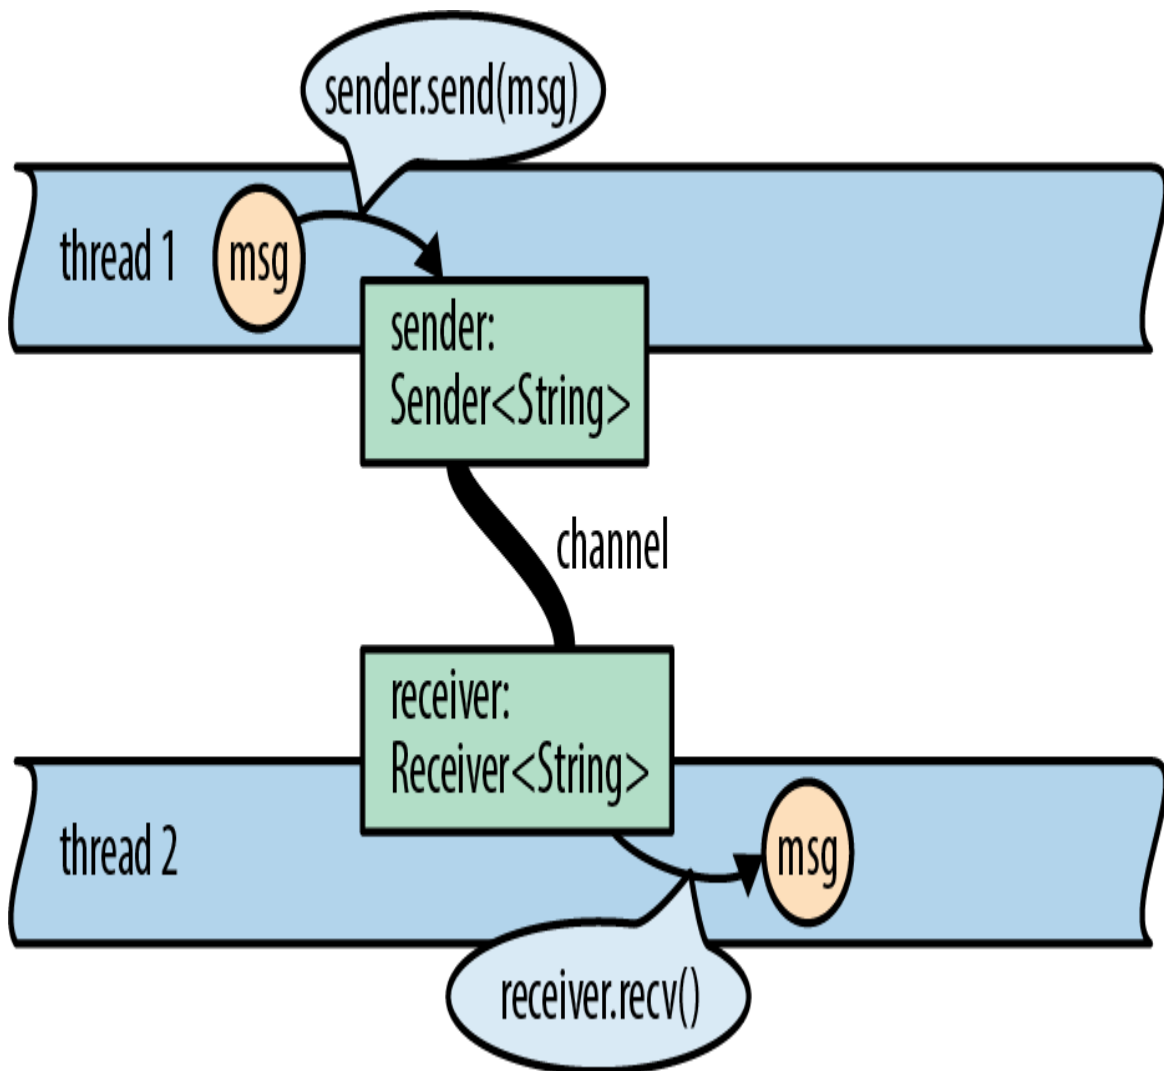 sender.send(msg)
thread 1
msg
sender:
Sender<String>
channel
receiver:
Receiver<String>
thread 2
msg
receiver.recv()